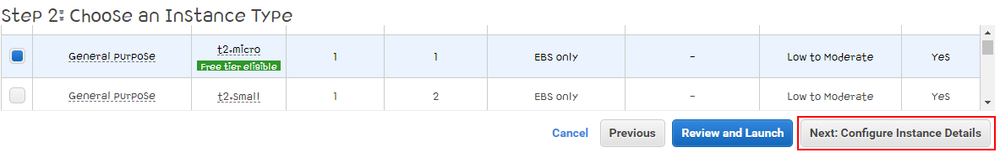 Step 2: Choose an Instance Type
General purpose t2.micro 1 1 EBS only - Low to Moderate Yes
Free tier eligible
General purpose t2.small 1 2 EBS only - Low to Moderate Yes
Cancel Previous Review and Launch Next: Configure Instance Details